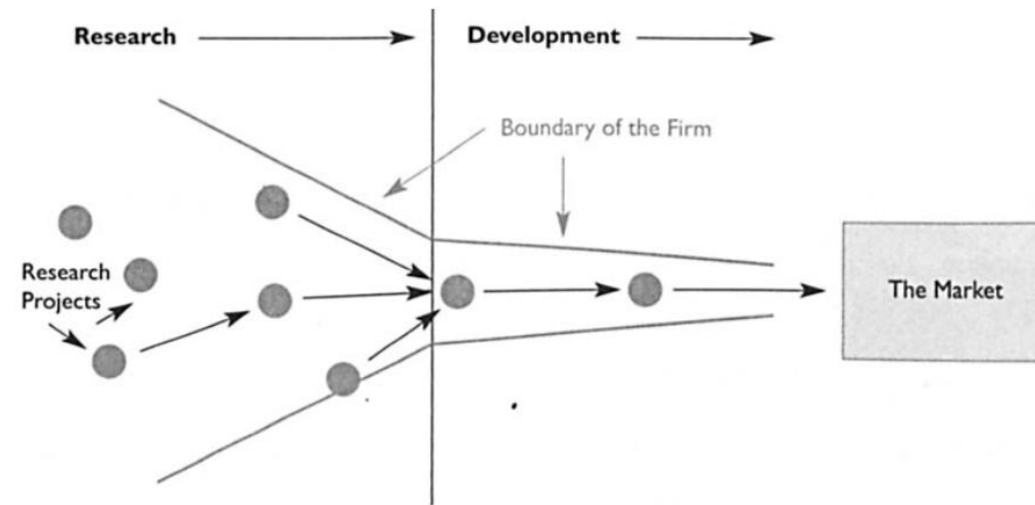 Research
Development
Boundary of the Firm
Research
Projects
The Market